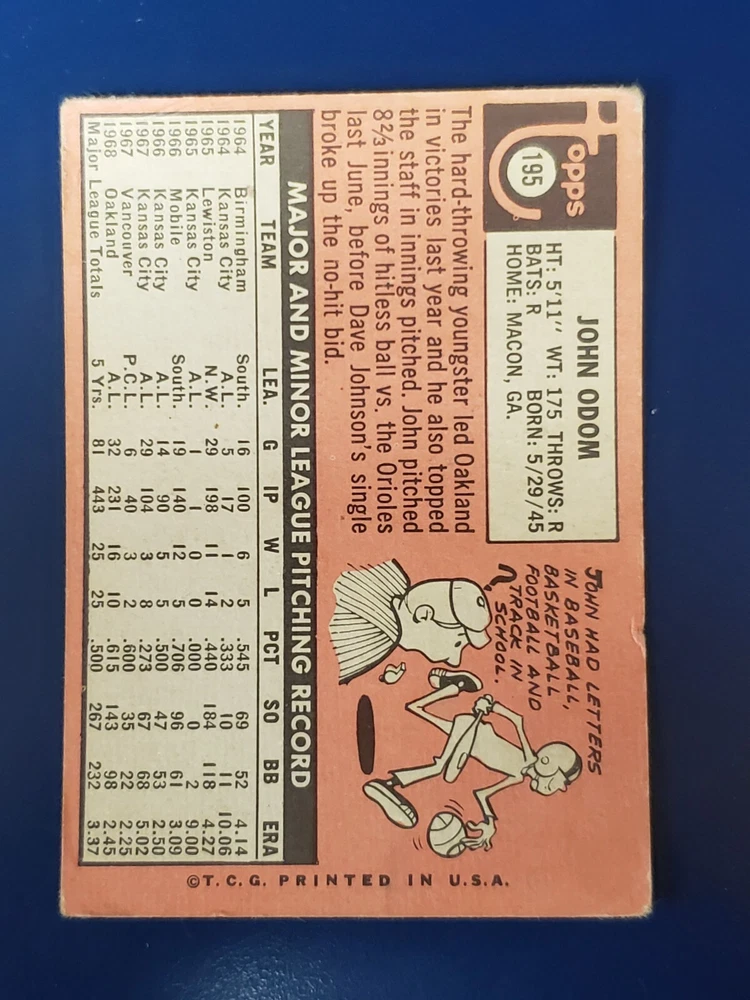 Topps
195
JOHN ODOM
HT: 5'11" WT: 175 THROWS: R
BATS: R BORN: 5/29/45
HOME: MACON, GA.
The hard-throwing youngster led Oakland
in victories last year and he also topped
the staff in innings pitched. John pitched
8⅔ innings of hitless ball vs. the Orioles
last June, before Dave Johnson's single
broke up the no-hit bid.
JOHN HAD LETTERS
IN BASEBALL,
BASKETBALL
FOOTBALL AND
TRACK IN
SCHOOL.
MAJOR AND MINOR LEAGUE PITCHING RECORD
YEAR TEAM LEA. G IP W L PCT SO BB ERA
1964 Birmingham South. 16 100 6 5 .545 69 52 4.14
1964 Kansas City A.L. 5 17 1 2 .333 10 11 10.06
1965 Lewiston N.W. 29 198 11 14 .440 184 118 4.27
1965 Kansas City A.L. 1 1 0 0 .000 0 2 9.00
1966 Mobile South. 19 140 12 5 .706 96 61 3.09
1966 Kansas City A.L. 14 90 5 5 .500 47 53 2.50
1967 Kansas City A.L. 29 104 3 8 .273 67 68 5.02
1967 Vancouver P.C.L. 6 40 3 2 .600 35 22 2.25
1968 Oakland A.L. 32 231 16 10 .615 143 98 2.45
Major League Totals 5 Yrs. 81 443 25 25 .500 267 232 3.37
©T.C.G. PRINTED IN U.S.A.